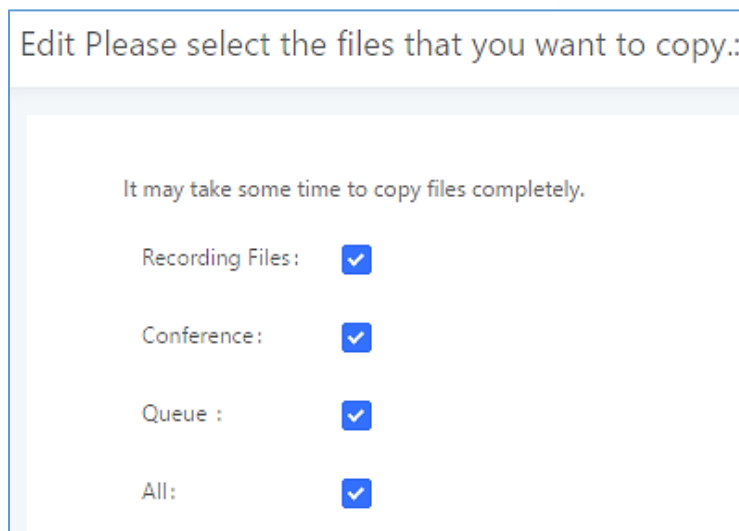 Edit Please select the files that you want to copy.:
It may take some time to copy files completely.
Recording Files:
Conference:
Queue :
All: